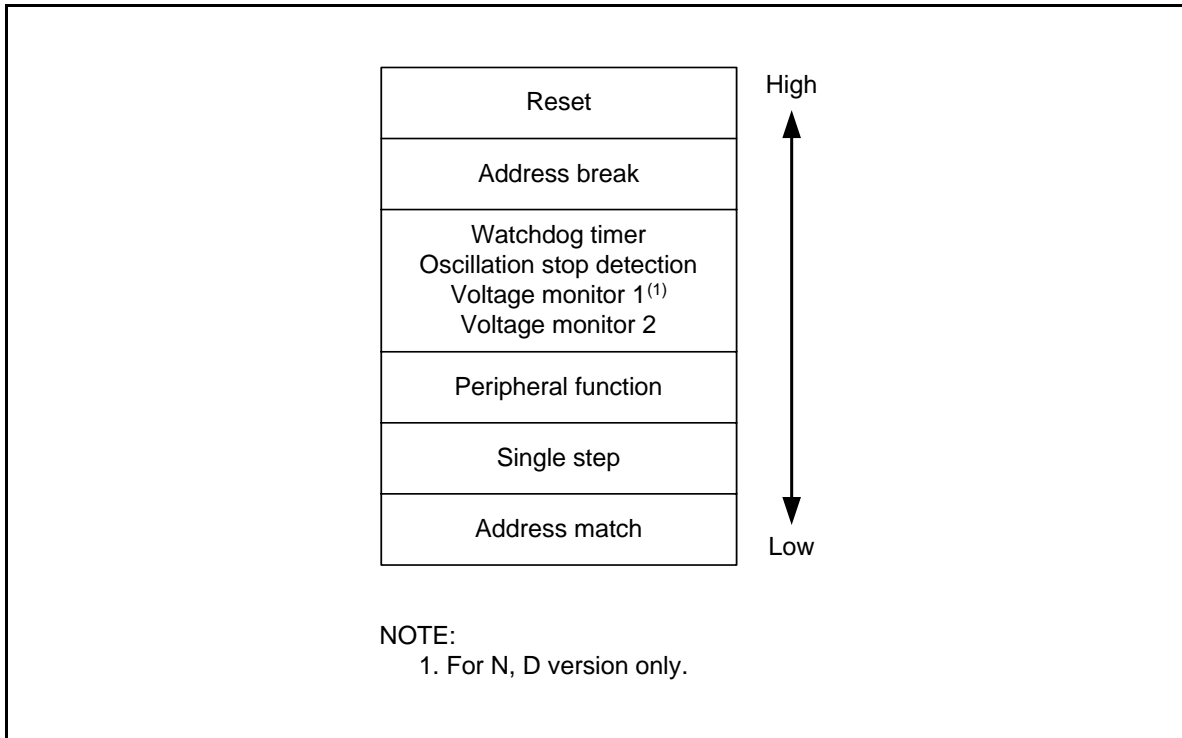 Reset
High
Address break
Watchdog timer
Oscillation stop detection
Voltage monitor 1(1)
Voltage monitor 2
Peripheral function
Single step
Address match
Low
NOTE:
1. For N, D version only.